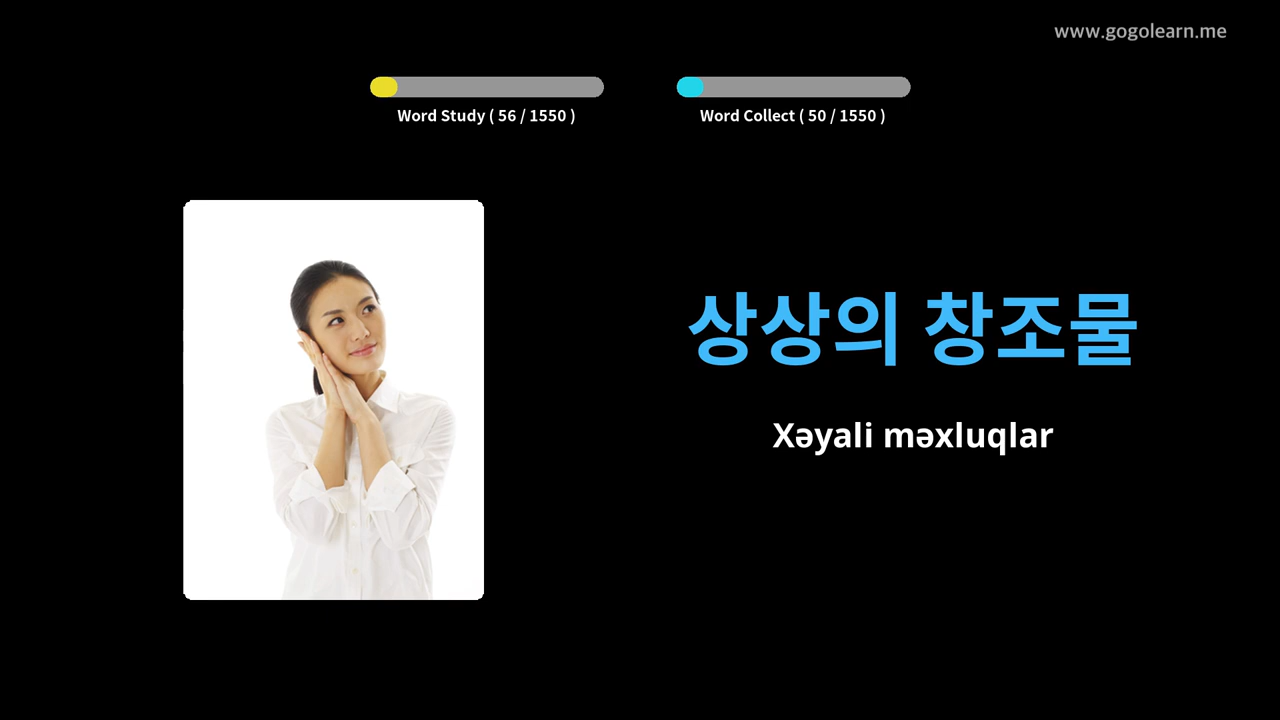 www.gogolearn.me
Word Study ( 56 / 1550 )
Word Collect ( 50 / 1550 )
상상의 창조물
Xəyali məxluqlar